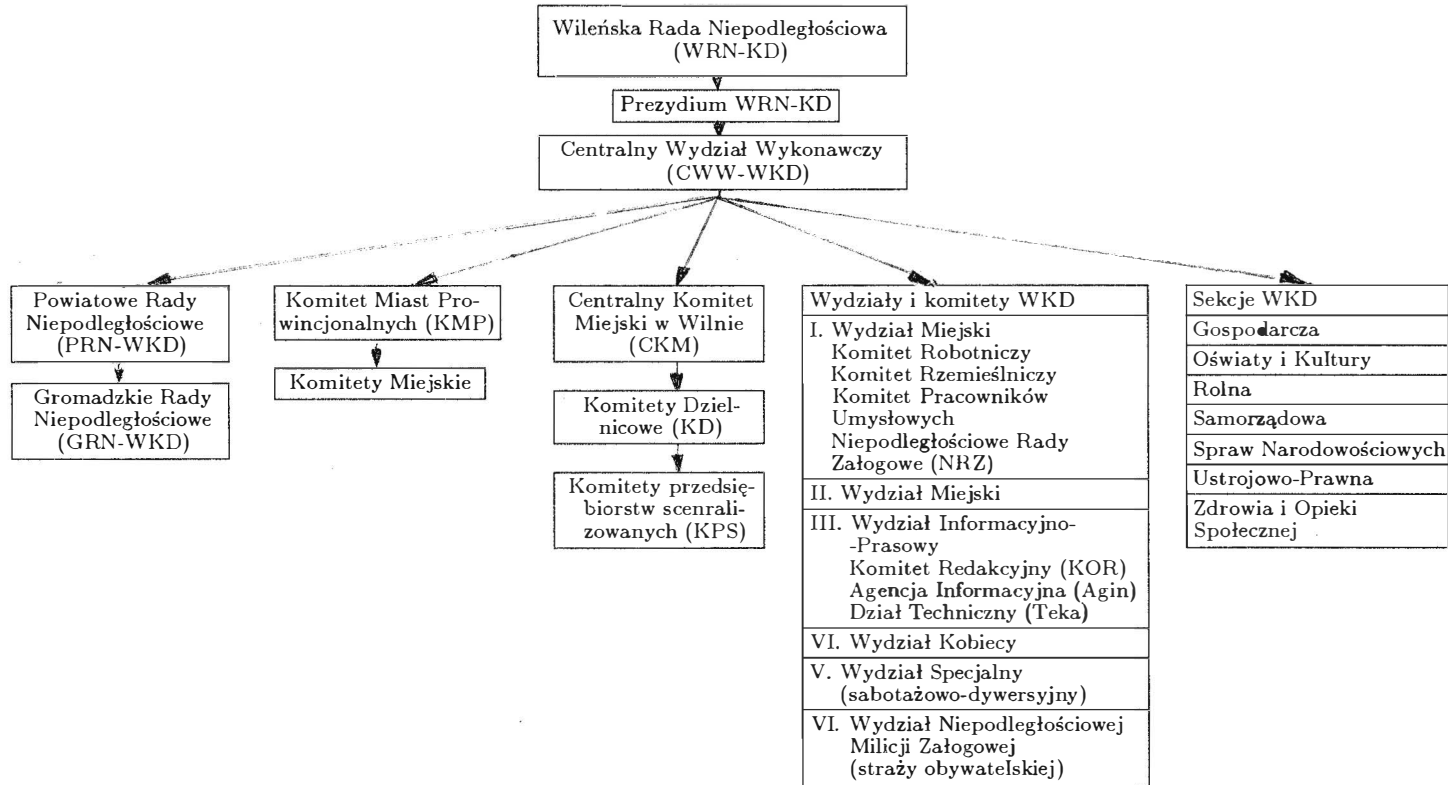 Wileńska Rada Niepodległościowa
(WRN-KD)
Prezydium WRN-KD
Centralny Wydział Wykonawczy
(CWW-WKD)
Powiatowe Rady
Niepodległościowe
(PRN-WKD)
Gromadzkie Rady
Niepodległościowe
(GRN-WKD)
Komitet Miast Pro-
wincjonalnych (KMP)
Komitety Miejskie
Centralny Komitet
Miejski w Wilnie
(CKM)
Komitety Dziel-
nicowe (KD)
Komitety przedsię-
biorstw scenrali-
zowanych (KPS)
Wydziały i komitety WKD
I. Wydział Miejski
Komitet Robotniczy
Komitet Rzemieślniczy
Komitet Pracowników
Umysłowych
Niepodległościowe Rady
Załogowe (NRZ)
II. Wydział Miejski
III. Wydział Informacyjno-
-Prasowy
Komitet Redakcyjny (KOR)
Agencja Informacyjna (Agin)
Dział Techniczny (Teka)
VI. Wydział Kobiecy
V. Wydział Specjalny
(sabotażowo-dywersyjny)
VI. Wydział Niepodległościowej
Milicji Załogowej
(straży obywatelskiej)
Sekcje WKD
Gospodarcza
Oświaty i Kultury
Rolna
Samorządowa
Spraw Narodowościowych
Ustrojowo-Prawna
Zdrowia i Opieki
Społecznej